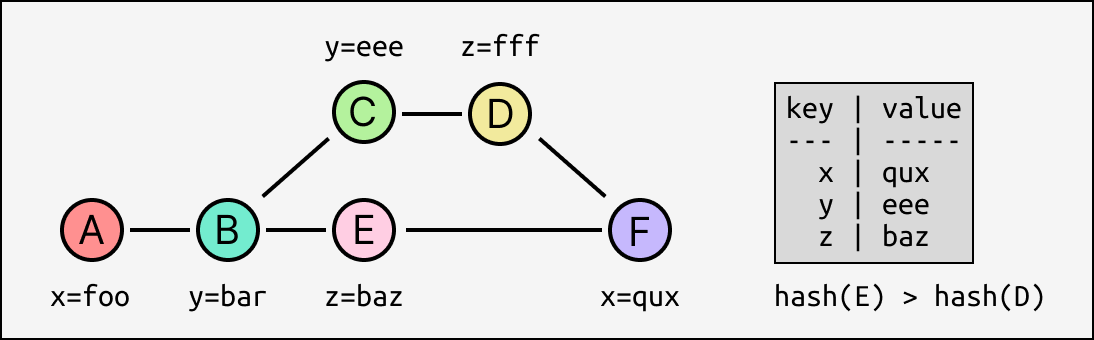 y=eee z=fff
C D
A B E F
x=foo y=bar z=baz x=qux
key | value
--- | -----
x | qux
y | eee
z | baz
hash(E) > hash(D)